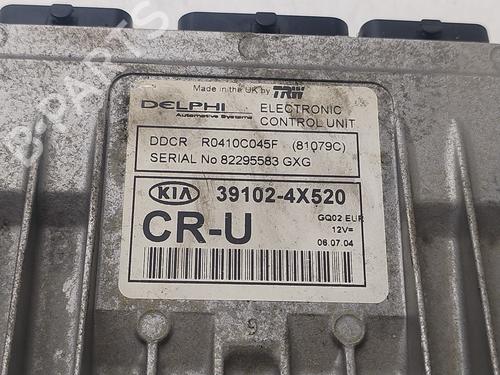 Made in the UK by TRW
DELPHI
Automotive Systems
ELECTRONIC
CONTROL UNIT
DDCR R0410C045F (81079C)
SERIAL No 82295583 GXG
KIA 39102-4X520
CR-U
GQ02 EUR
12V=
06.07.04
9
B-PARTS